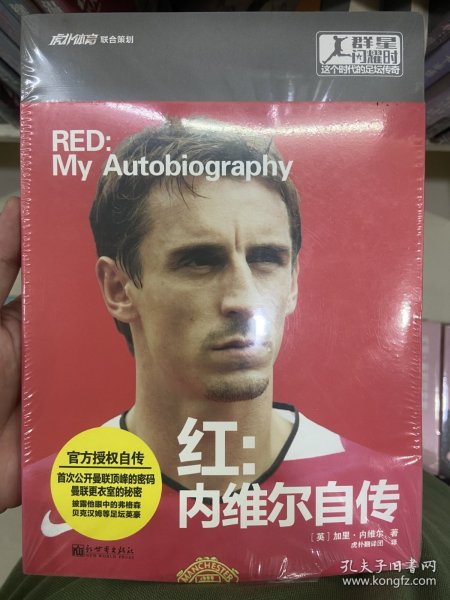 虎扑体育 联合策划
群星
闪耀时
这个时代的足坛传奇
RED:
My Autobiography
红:
内维尔自传
官方授权自传
首次公开曼联顶峰的密码
曼联更衣室的秘密
披露他眼中的弗格森
贝克汉姆等足坛英豪
[英] 加里·内维尔 著
虎扑翻译团 译
新世界出版社
NEW WORLD PRESS
MANCHESTER
孔夫子旧书网
www.kongfz.com